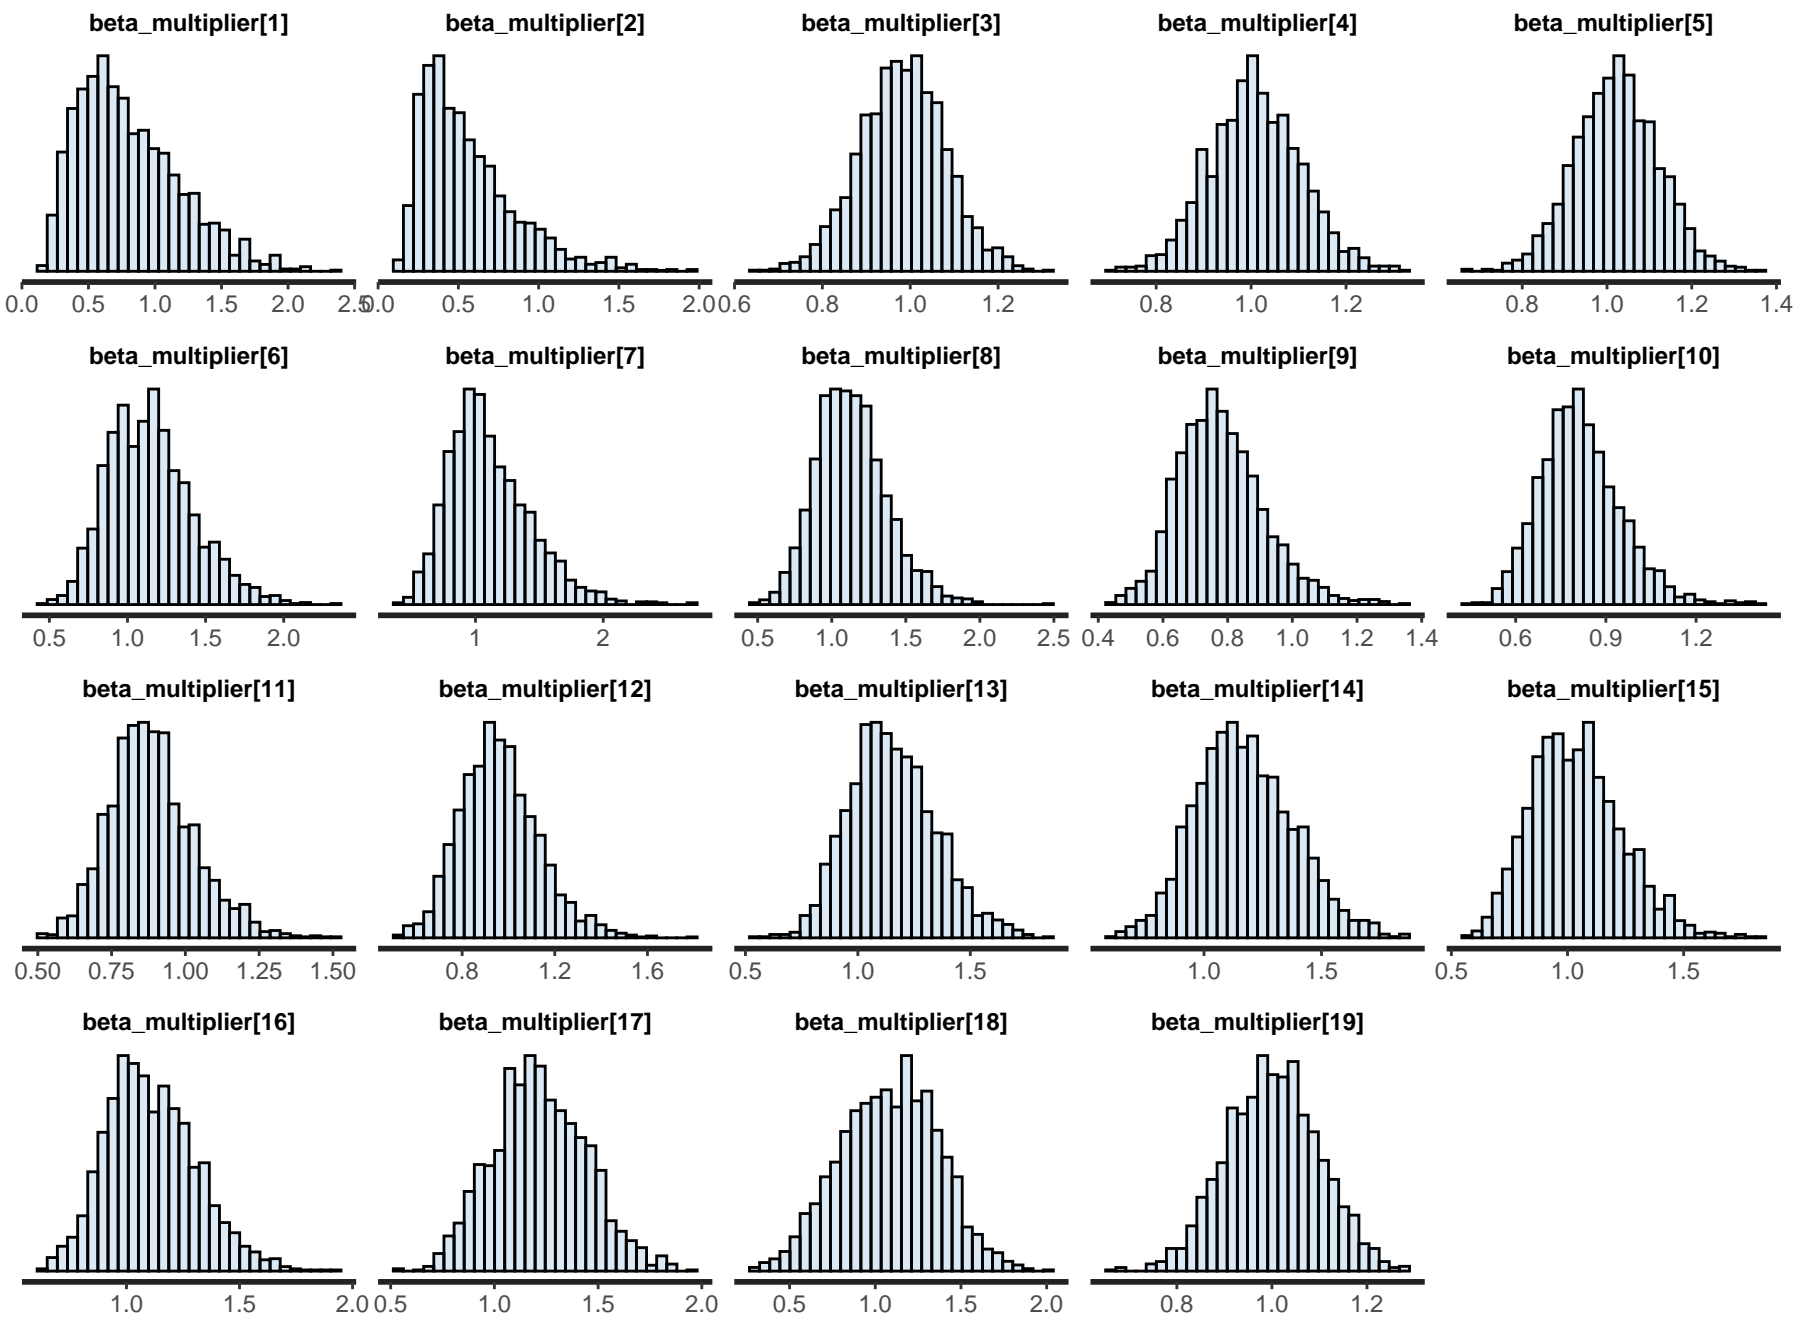 beta_multiplier[1] beta_multiplier[2] beta_multiplier[3] beta_multiplier[4] beta_multiplier[5]
0.0 0.5 1.0 1.5 2.0 2.5 0.0 0.5 1.0 1.5 2.0 0.6 0.8 1.0 1.2 0.8 1.0 1.2 0.8 1.0 1.2 1.4
beta_multiplier[6] beta_multiplier[7] beta_multiplier[8] beta_multiplier[9] beta_multiplier[10]
0.5 1.0 1.5 2.0 1 2 0.5 1.0 1.5 2.0 2.5 0.4 0.6 0.8 1.0 1.2 1.4 0.6 0.9 1.2
beta_multiplier[11] beta_multiplier[12] beta_multiplier[13] beta_multiplier[14] beta_multiplier[15]
0.50 0.75 1.00 1.25 1.50 0.8 1.2 1.6 0.5 1.0 1.5 1.0 1.5 0.5 1.0 1.5
beta_multiplier[16] beta_multiplier[17] beta_multiplier[18] beta_multiplier[19]
1.0 1.5 2.0 0.5 1.0 1.5 2.0 0.5 1.0 1.5 2.0 0.8 1.0 1.2